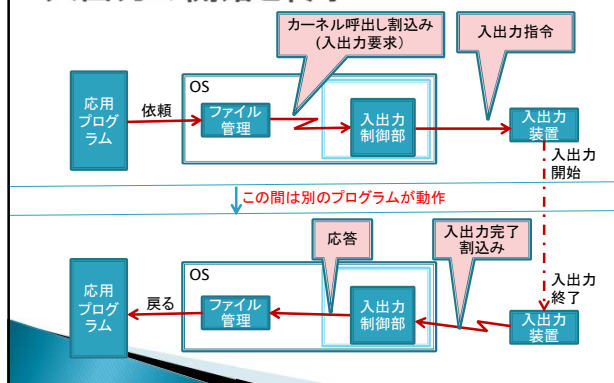 カーネル呼出し割込み
(入出力要求)
入出力指令
OS
応用
プログ
ラム
依頼
ファイル
管理
入出力
制御部
入出力
装置
入出力
開始
この間は別のプログラムが動作
応答
入出力完了
割込み
OS
応用
プログ
ラム
戻る
ファイル
管理
入出力
制御部
入出力
終了
入出力
装置